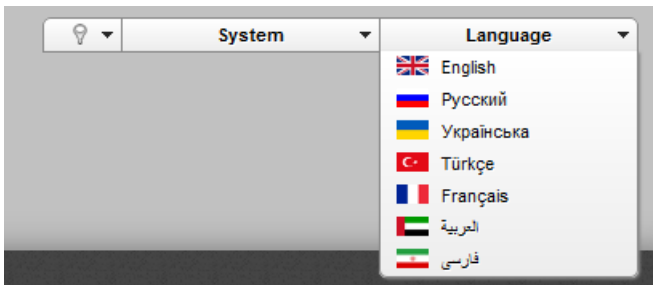 System
Language
English
Русский
Українська
Türkçe
Français
العربية
فارسی